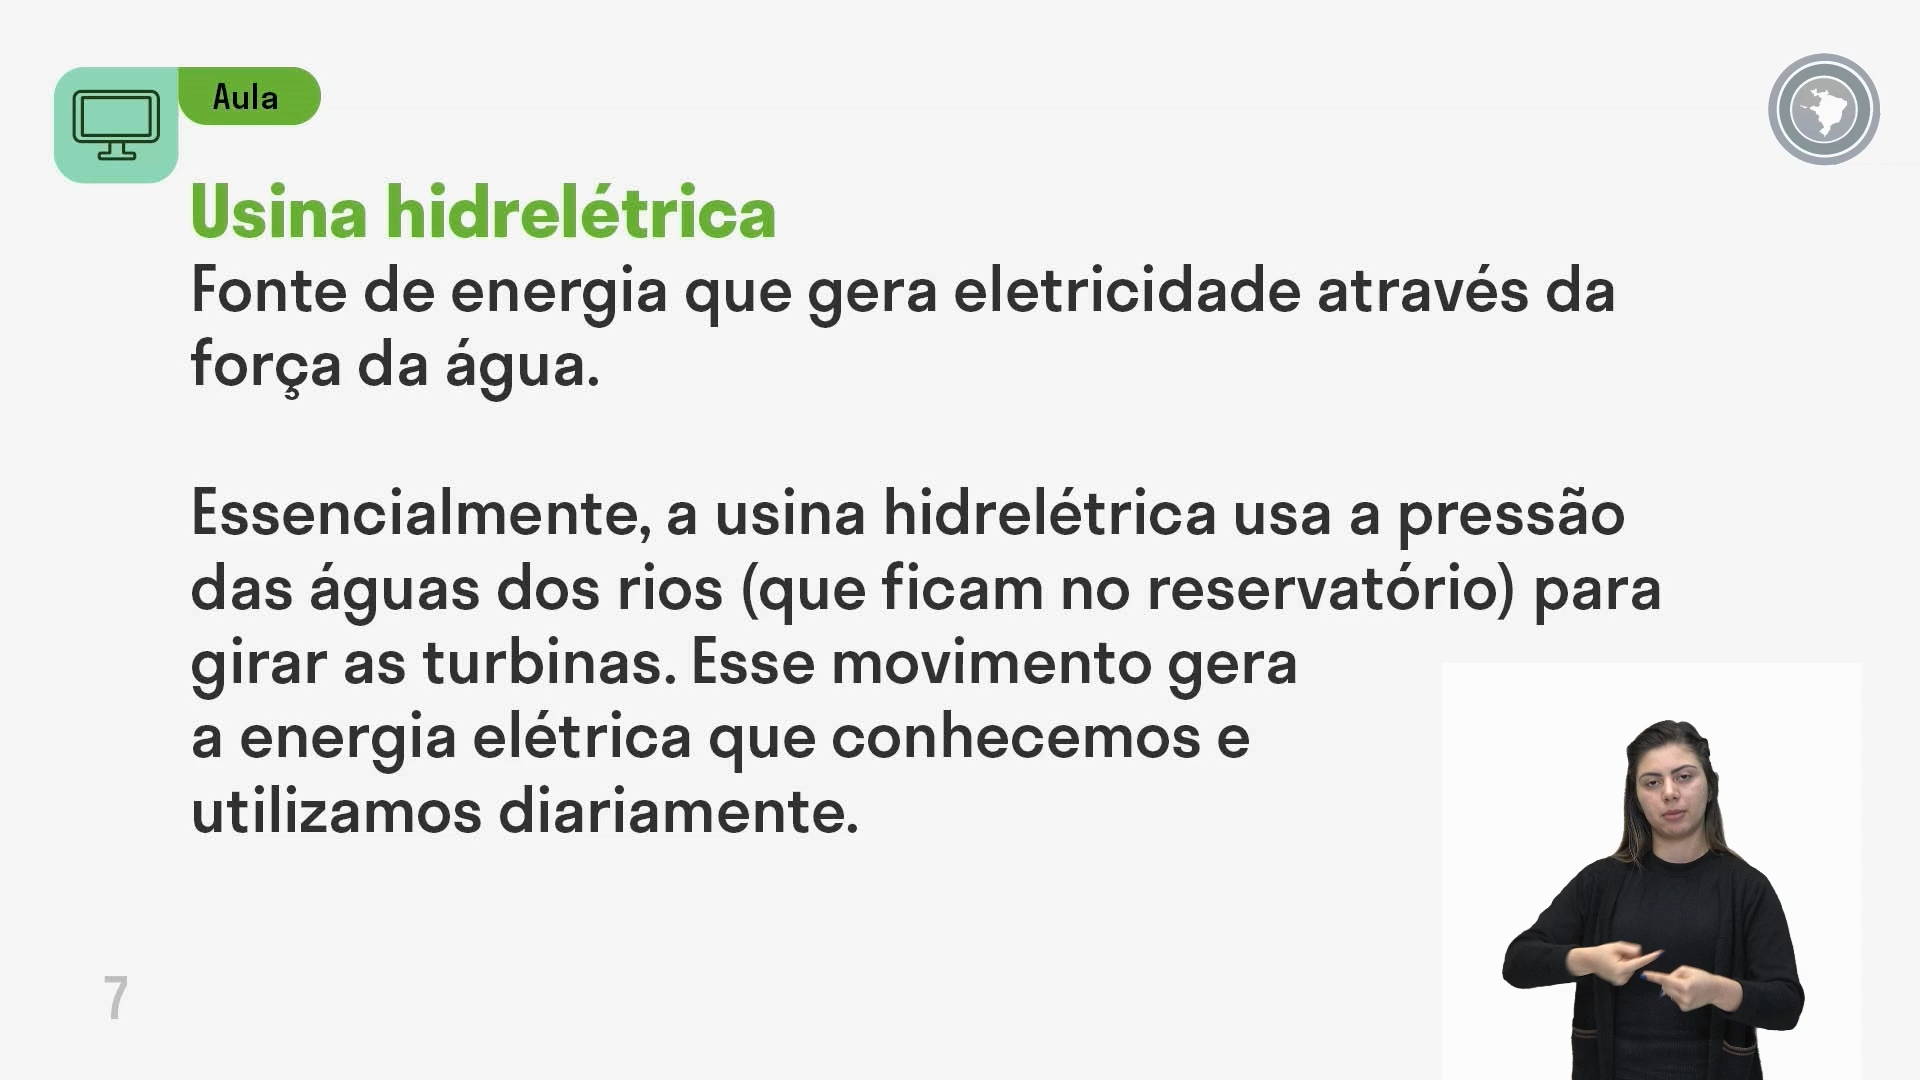 Aula
Usina hidrelétrica
Fonte de energia que gera eletricidade através da
força da água.
Essencialmente, a usina hidrelétrica usa a pressão
das águas dos rios (que ficam no reservatório) para
girar as turbinas. Esse movimento gera
a energia elétrica que conhecemos e
utilizamos diariamente.
7